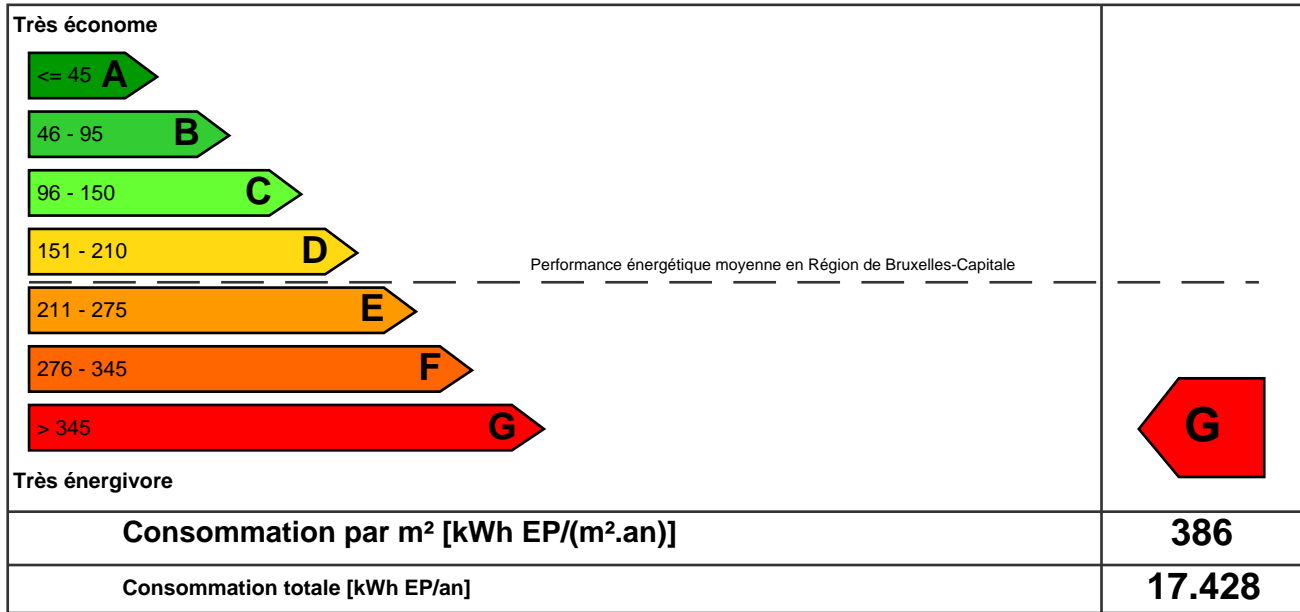 Très économe
<= 45 A
46 - 95 B
96 - 150 C
151 - 210 D
Performance énergétique moyenne en Région de Bruxelles-Capitale
211 - 275 E
276 - 345 F
> 345 G
G
Très énergivore
Consommation par m² [kWh EP/(m².an)] 386
Consommation totale [kWh EP/an] 17.428